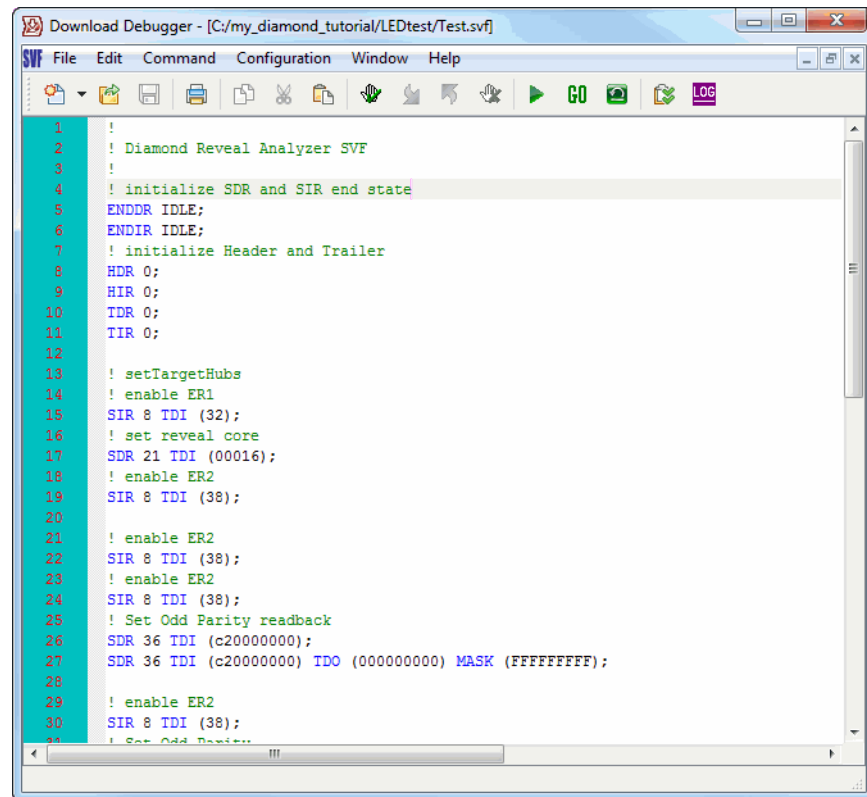 Download Debugger - [C:/my_diamond_tutorial/LEDtest/Test.svf]
SVF File Edit Command Configuration Window Help
GO LOG
1 !
2 ! Diamond Reveal Analyzer SVF
3 !
4 ! initialize SDR and SIR end state
5 ENDDR IDLE;
6 ENDIR IDLE;
7 ! initialize Header and Trailer
8 HDR 0;
9 HIR 0;
10 TDR 0;
11 TIR 0;
12
13 ! setTargetHubs
14 ! enable ER1
15 SIR 8 TDI (32);
16 ! set reveal core
17 SDR 21 TDI (00016);
18 ! enable ER2
19 SIR 8 TDI (38);
20
21 ! enable ER2
22 SIR 8 TDI (38);
23 ! enable ER2
24 SIR 8 TDI (38);
25 ! Set Odd Parity readback
26 SDR 36 TDI (c20000000);
27 SDR 36 TDI (c20000000) TDO (000000000) MASK (FFFFFFFFF);
28
29 ! enable ER2
30 SIR 8 TDI (38);
31 ! Set Odd Parity